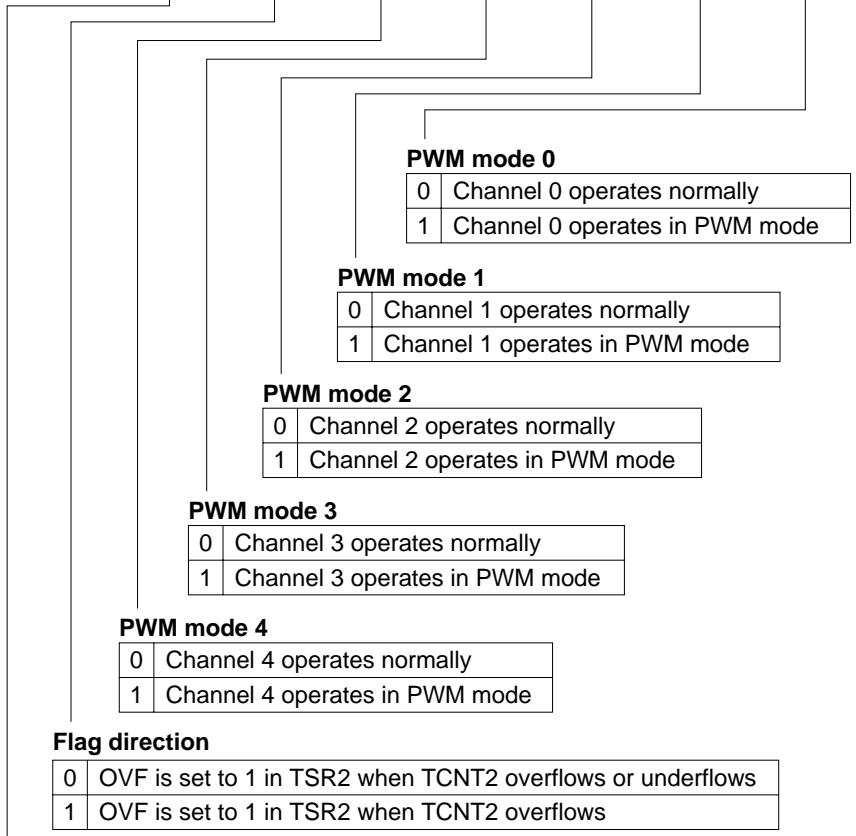 PWM mode 0
0 Channel 0 operates normally
1 Channel 0 operates in PWM mode
PWM mode 1
0 Channel 1 operates normally
1 Channel 1 operates in PWM mode
PWM mode 2
0 Channel 2 operates normally
1 Channel 2 operates in PWM mode
PWM mode 3
0 Channel 3 operates normally
1 Channel 3 operates in PWM mode
PWM mode 4
0 Channel 4 operates normally
1 Channel 4 operates in PWM mode
Flag direction
0 OVF is set to 1 in TSR2 when TCNT2 overflows or underflows
1 OVF is set to 1 in TSR2 when TCNT2 overflows